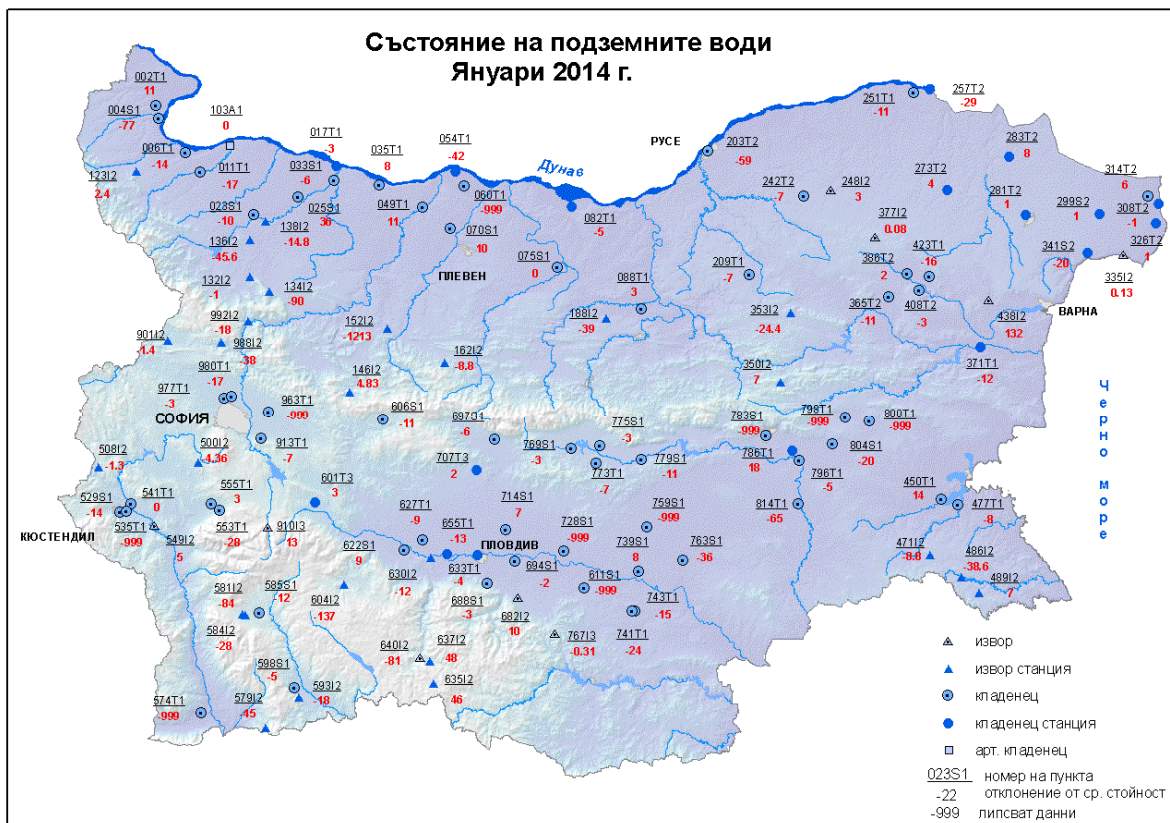 Състояние на подземните води
Януари 2014 г.
002T1
11
004S1
-77
103A1
0
017T1
-3
054T1
-42
035T1
8
006T1
-14
011T1
-17
033S1
-6
123I2
2.4
023S1
-10
025S1
36
138I2
-14.8
136I2
-45.6
132I2
-1
134I2
-90
049T1
11
060T1
-999
070S1
10
ПЛЕВЕН
Дунав
082T1
-5
075S1
0
088T1
3
РУСЕ
203T2
-59
251T1
-11
257T2
-29
283T2
8
273T2
4
242T2
-7
248I2
3
377I2
0.08
281T2
1
299S2
1
314T2
6
308T2
-1
326T2
1
341S2
-20
335I2
0.13
423T1
-16
386T2
2
209T1
-7
365T2
-11
408T2
-3
438I2
132
ВАРНА
353I2
-24.4
188I2
-39
371T1
-12
350I2
7
992I2
-18
901I2
1.4
988I2
-38
152I2
-1213
162I2
-8.8
146I2
4.83
980T1
-17
977T1
-3
СОФИЯ
963T1
-999
913T1
-7
606S1
-11
697S1
-6
769S1
-3
775S1
-3
773T1
-7
779S1
-11
783S1
-999
798T1
-999
800T1
-999
804S1
-20
786T1
18
796T1
-5
814T1
-65
450T1
14
477T1
-8
471I2
-8.8
486I2
-38.6
489I2
7
Черно море
508I2
-1.3
500I2
-4.36
529S1
-14
541T1
0
535T1
-999
КЮСТЕНДИЛ
549I2
5
555T1
3
553T1
-28
910I3
13
601T3
3
707T3
2
627T1
-9
655T1
-13
714S1
7
ПЛОВДИВ
728S1
-999
759S1
-999
739S1
8
763S1
-36
622S1
9
630I2
-12
633T1
-4
694S1
-2
611S1
-999
688S1
-3
682I2
10
743T1
-15
741T1
-24
767I3
-0.31
581I2
-84
585S1
-12
584I2
-28
604I2
-137
640I2
-81
637I2
48
635I2
46
598S1
-5
593I2
-18
579I2
-45
574T1
-999
извор
извор станция
кладенец
кладенец станция
арт. кладенец
023S1 номер на пункта
-22 отклонение от ср. стойност
-999 липсват данни